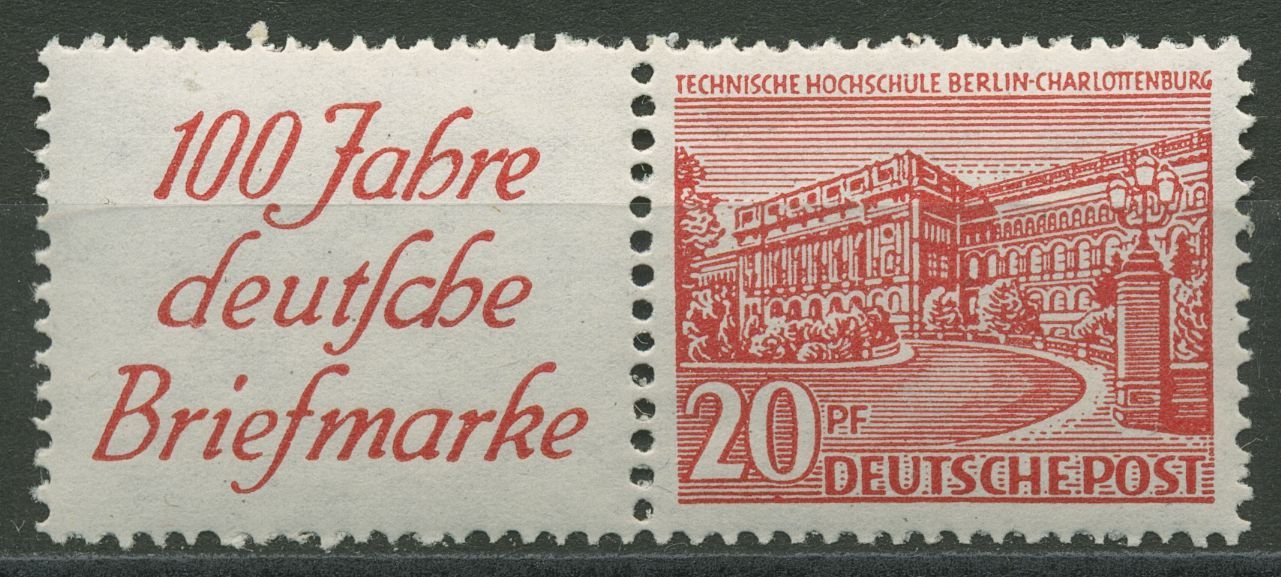 100 Jahre
deutſche
Briefmarke
TECHNISCHE HOCHSCHULE BERLIN-CHARLOTTENBURG
20 PF
DEUTSCHE POST